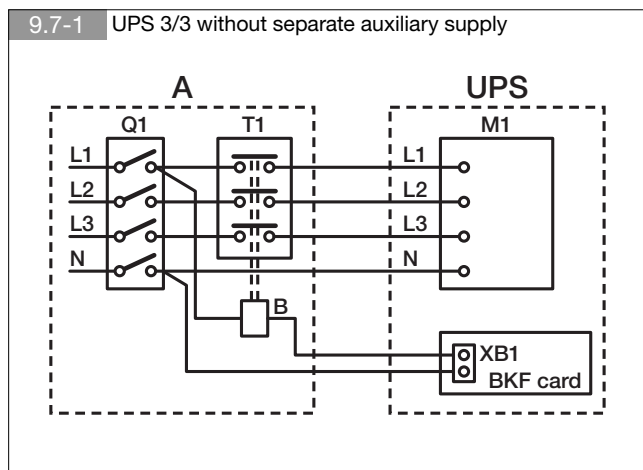 9.7-1 UPS 3/3 without separate auxiliary supply
A UPS
Q1 T1 M1
L1 L1
L2 L2
L3 L3
N N
B
XB1
BKF card